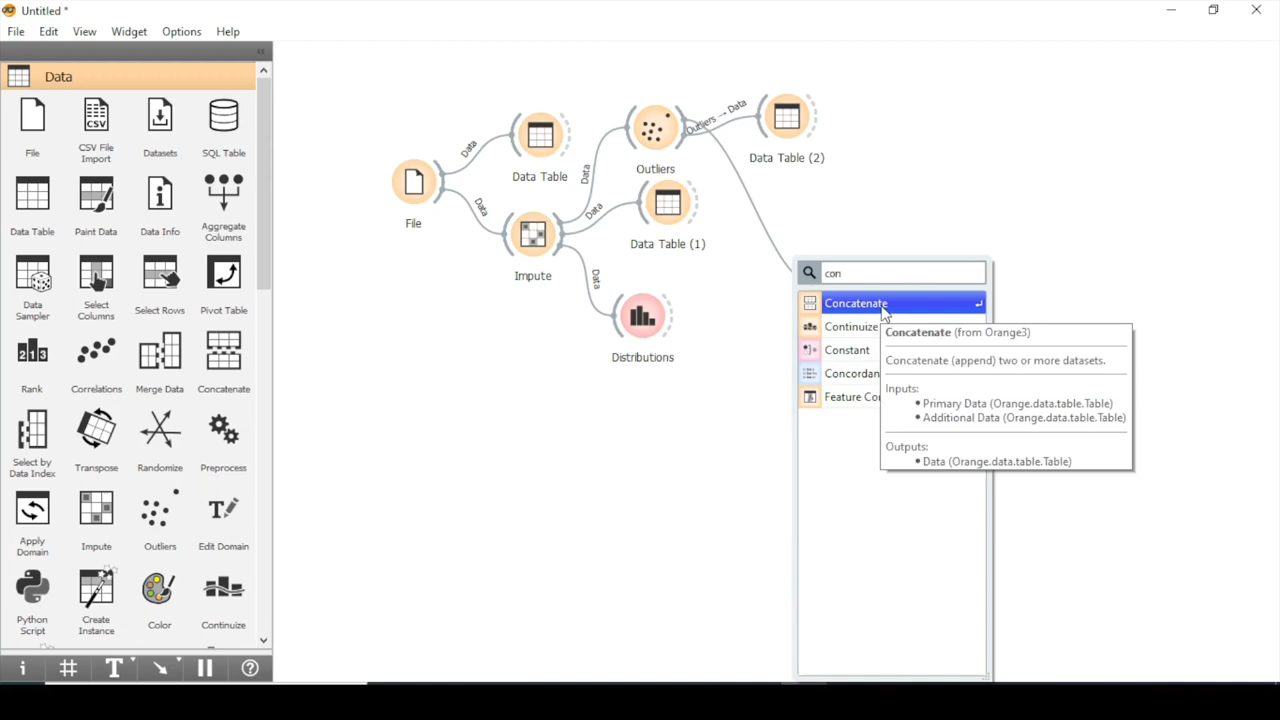 Untitled *
File Edit View Widget Options Help
Data
File
CSV File
Import
Datasets
SQL Table
Data Table
Paint Data
Data Info
Aggregate
Columns
Data
Sampler
Select
Columns
Select Rows
Pivot Table
Rank
Correlations
Merge Data
Concatenate
Select by
Data Index
Transpose
Randomize
Preprocess
Apply
Domain
Impute
Outliers
Edit Domain
Python
Script
Create
Instance
Color
Continuize
File
Data
Data
Data Table
Impute
Data
Data
Data
Outliers
Data Table (1)
Distributions
Outliers → Data
Data Table (2)
con
Concatenate
Continuize
Constant
Concordan
Feature Co
Concatenate (from Orange3)
Concatenate (append) two or more datasets.
Inputs:
• Primary Data (Orange.data.table.Table)
• Additional Data (Orange.data.table.Table)
Outputs:
• Data (Orange.data.table.Table)